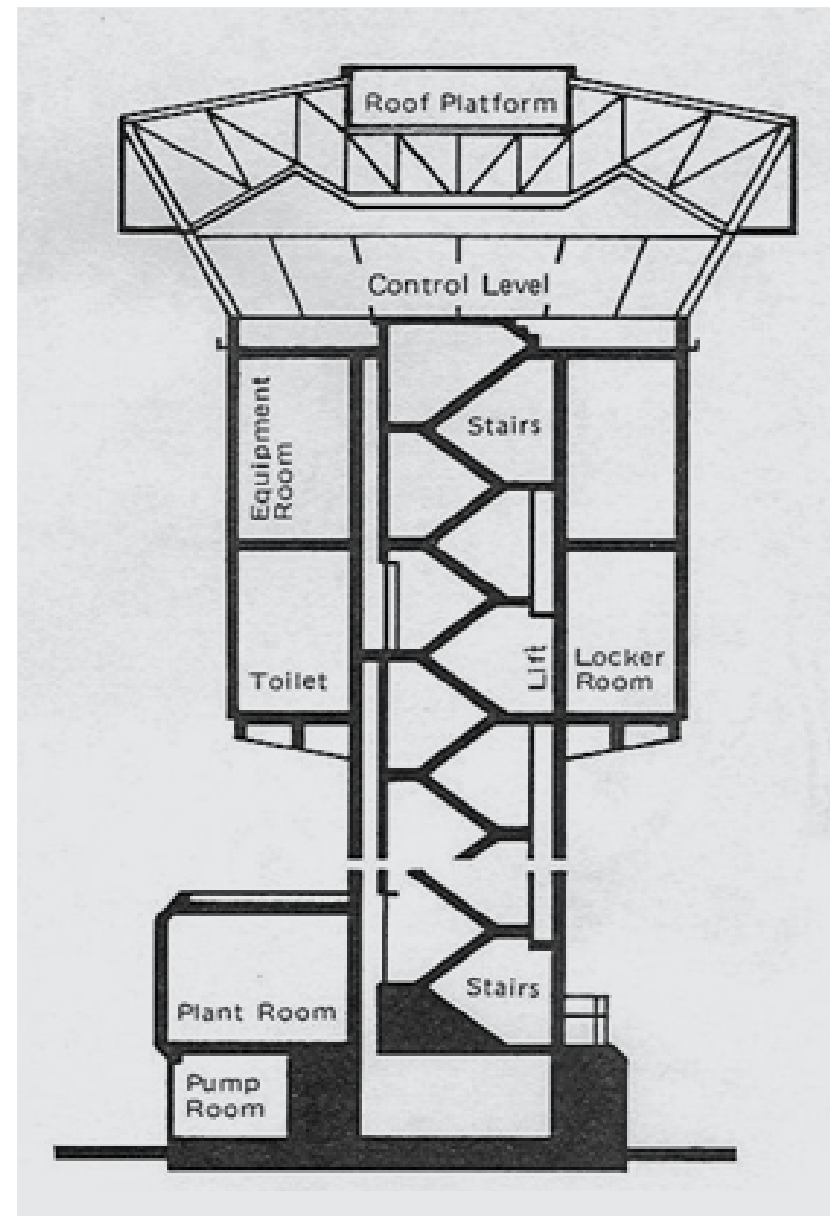 Roof Platform
Control Level
Equipment
Room
Stairs
Toilet
Lift
Locker
Room
Plant Room
Stairs
Pump
Room